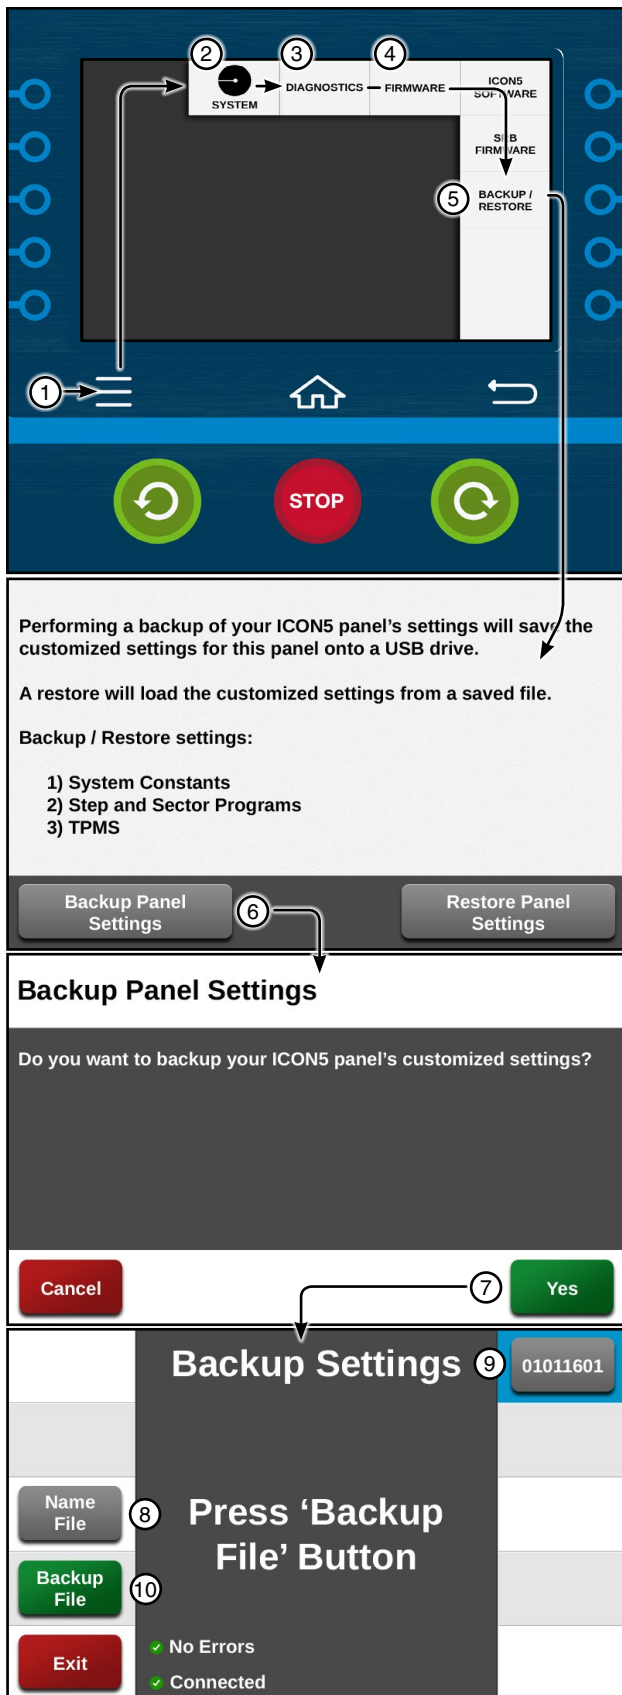 2
3
4
SYSTEM
DIAGNOSTICS
FIRMWARE
ICON5
SOFTWARE
FIRMWARE
5
BACKUP /
RESTORE
1
STOP
Performing a backup of your ICON5 panel's settings will save the
customized settings for this panel onto a USB drive.
A restore will load the customized settings from a saved file.
Backup / Restore settings:
1) System Constants
2) Step and Sector Programs
3) TPMS
Backup Panel
Settings
6
Restore Panel
Settings
Backup Panel Settings
Do you want to backup your ICON5 panel's customized settings?
Cancel
7
Yes
Backup Settings
9
01011601
Name
File
8
Press ‘Backup
File’ Button
Backup
File
10
Exit
No Errors
Connected